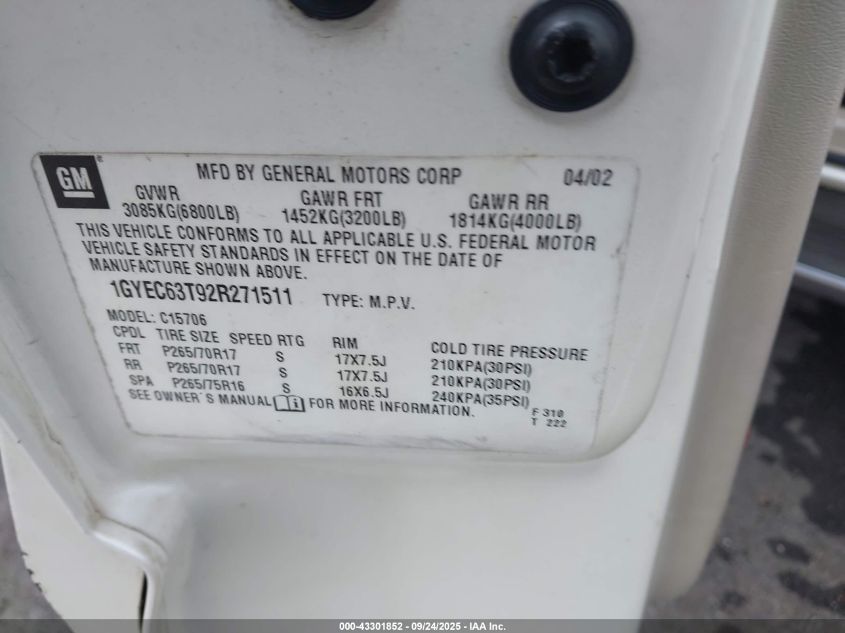 GM
MFD BY GENERAL MOTORS CORP 04/02
GVWR GAWR FRT GAWR RR
3085KG(6800LB) 1452KG(3200LB) 1814KG(4000LB)
THIS VEHICLE CONFORMS TO ALL APPLICABLE U.S. FEDERAL MOTOR
VEHICLE SAFETY STANDARDS IN EFFECT ON THE DATE OF
MANUFACTURE SHOWN ABOVE.
1GYEC63T92R271511 TYPE: M.P.V.
MODEL: C15706
CPDL TIRE SIZE SPEED RTG RIM COLD TIRE PRESSURE
FRT P265/70R17 S 17X7.5J 210KPA(30PSI)
RR P265/70R17 S 17X7.5J 210KPA(30PSI)
SPA P265/75R16 S 16X6.5J 240KPA(35PSI)
SEE OWNER'S MANUAL FOR MORE INFORMATION.
F 310
T 222
000-43301852 - 09/24/2025 - IAA Inc.